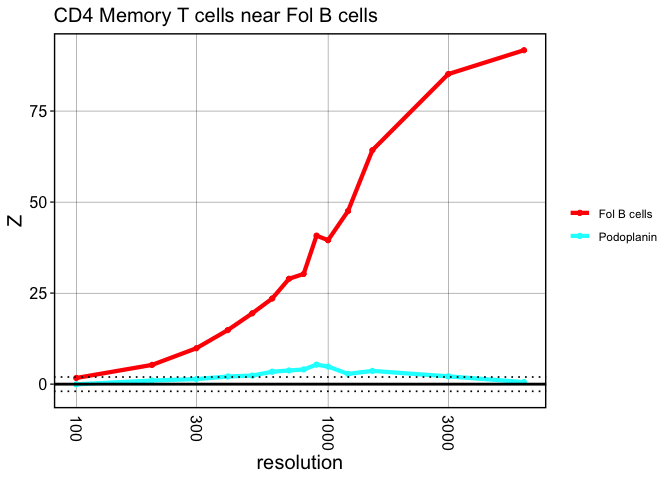 CD4 Memory T cells near Fol B cells
Z
75
50
25
0
100
300
1000
3000
resolution
Fol B cells
Podoplanin